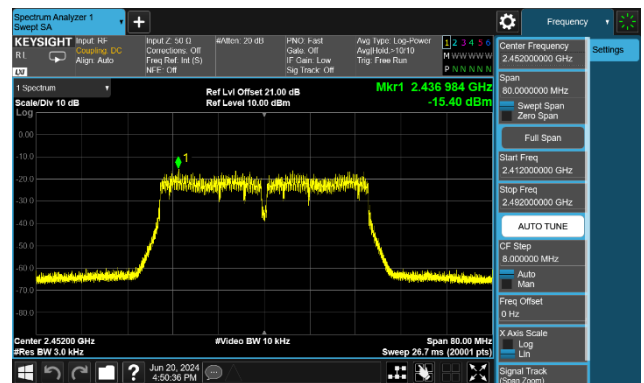 Spectrum Analyzer 1
Swept SA
Frequency
KEYSIGHT
Input: RF
Coupling: DC
Align: Auto
Input Z: 50 Ω
Corrections: Off
Freq Ref: Int (S)
NFE: Off
#Atten: 20 dB
PNO: Fast
Gate: Off
IF Gain: Low
Sig Track: Off
Avg Type: Log-Power
Avg|Hold:>10/10
Trig: Free Run
1 2 3 4 5 6
M W W W W W
P N N N N N
R L
LXI
1 Spectrum
Scale/Div 10 dB
Log
Ref Lvl Offset 21.00 dB
Ref Level 10.00 dBm
Mkr1 2.436 984 GHz
-15.40 dBm
1
0.00
-10.0
-20.0
-30.0
-40.0
-50.0
-60.0
-70.0
-80.0
Center 2.45200 GHz
#Res BW 3.0 kHz
#Video BW 10 kHz
Span 80.00 MHz
Sweep 26.7 ms (20001 pts)
Jun 20, 2024
4:50:36 PM
Center Frequency
2.452000000 GHz
Settings
Span
80.0000000 MHz
Swept Span
Zero Span
Full Span
Start Freq
2.412000000 GHz
Stop Freq
2.492000000 GHz
AUTO TUNE
CF Step
8.000000 MHz
Auto
Man
Freq Offset
0 Hz
X Axis Scale
Log
Lin
Signal Track
(Span Zoom)